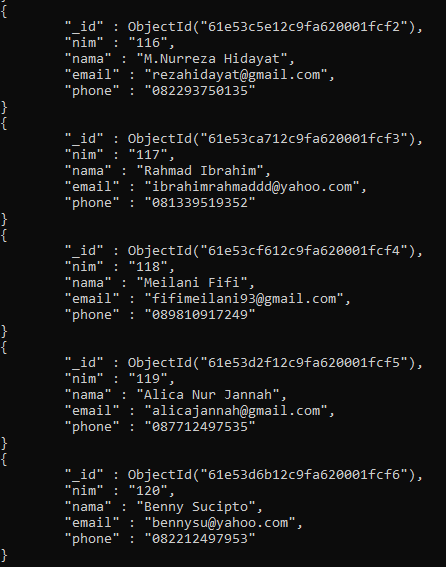 }
{
"_id" : ObjectId("61e53c5e12c9fa620001fcf2"),
"nim" : "116",
"nama" : "M.Nurreza Hidayat",
"email" : "rezahidayat@gmail.com",
"phone" : "082293750135"
}
{
"_id" : ObjectId("61e53ca712c9fa620001fcf3"),
"nim" : "117",
"nama" : "Rahmad Ibrahim",
"email" : "ibrahimrahmaddd@yahoo.com",
"phone" : "081339519352"
}
{
"_id" : ObjectId("61e53cf612c9fa620001fcf4"),
"nim" : "118",
"nama" : "Meilani Fifi",
"email" : "fifimeilani93@gmail.com",
"phone" : "089810917249"
}
{
"_id" : ObjectId("61e53d2f12c9fa620001fcf5"),
"nim" : "119",
"nama" : "Alica Nur Jannah",
"email" : "alicajannah@gmail.com",
"phone" : "087712497535"
}
{
"_id" : ObjectId("61e53d6b12c9fa620001fcf6"),
"nim" : "120",
"nama" : "Benny Sucipto",
"email" : "bennysu@yahoo.com",
"phone" : "082212497953"
}